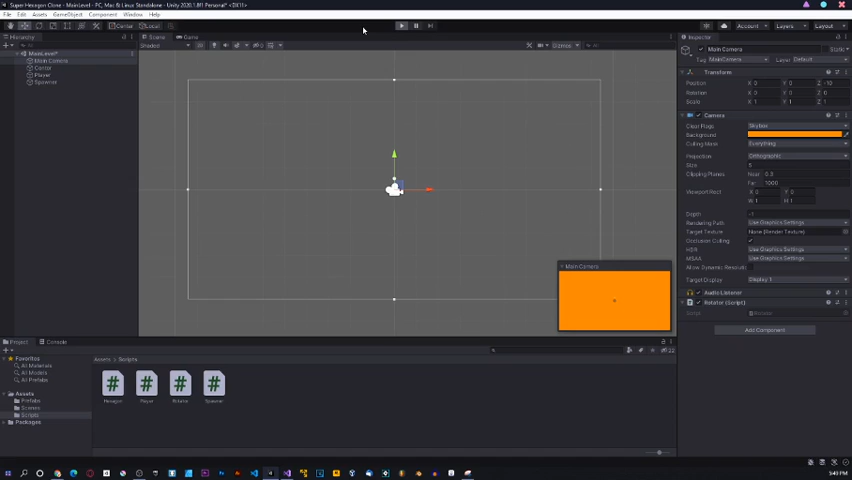 Super Hexagon Clone - MainLevel - PC, Mac & Linux Standalone - Unity 2020.1.8f1 Personal* <DX11>
File Edit Assets GameObject Component Window Help
Center Local Account Layers Layout
Hierarchy Scene Game Inspector
Shaded 2D Gizmos All
MainLevel*
Main Camera
Center
Player
Spawner
Main Camera Static
Tag MainCamera Layer Default
Transform
Position X 0 Y 0 Z -10
Rotation X 0 Y 0 Z 0
Scale X 1 Y 1 Z 1
Camera
Clear Flags Skybox
Background
Culling Mask Everything
Projection Orthographic
Size 5
Clipping Planes Near 0.3
Far 1000
Viewport Rect X 0 Y 0
W 1 H 1
Depth -1
Rendering Path Use Graphics Settings
Target Texture None (Render Texture)
Occlusion Culling
HDR Use Graphics Settings
MSAA Use Graphics Settings
Allow Dynamic Resoluti
Target Display Display 1
Audio Listener
Rotator (Script)
Script Rotator
Add Component
Main Camera
Project Console
Favorites
All Materials
All Models
All Prefabs
Assets
Prefabs
Scenes
Scripts
Packages
Assets > Scripts
Hexagon Player Rotator Spawner
5:43 PM